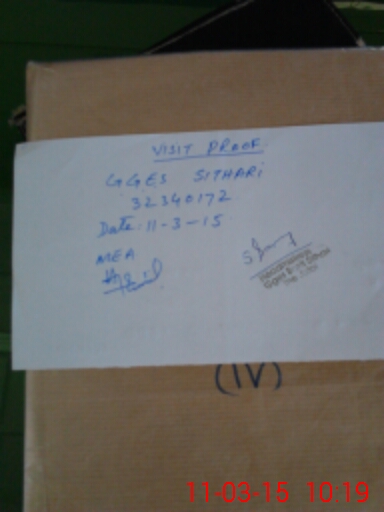 VISIT PROOF
GGES SITHARI
32340172
Date: 11-3-15
MEA
(IV)
11-03-15 10:19